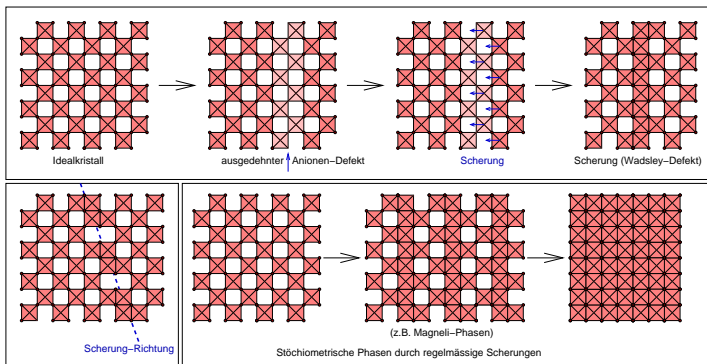 Idealkristall
ausgedehnter Anionen-Defekt
Scherung
Scherung (Wadsley-Defekt)
Scherung-Richtung
(z.B. Magneli-Phasen)
Stöchiometrische Phasen durch regelmässige Scherungen